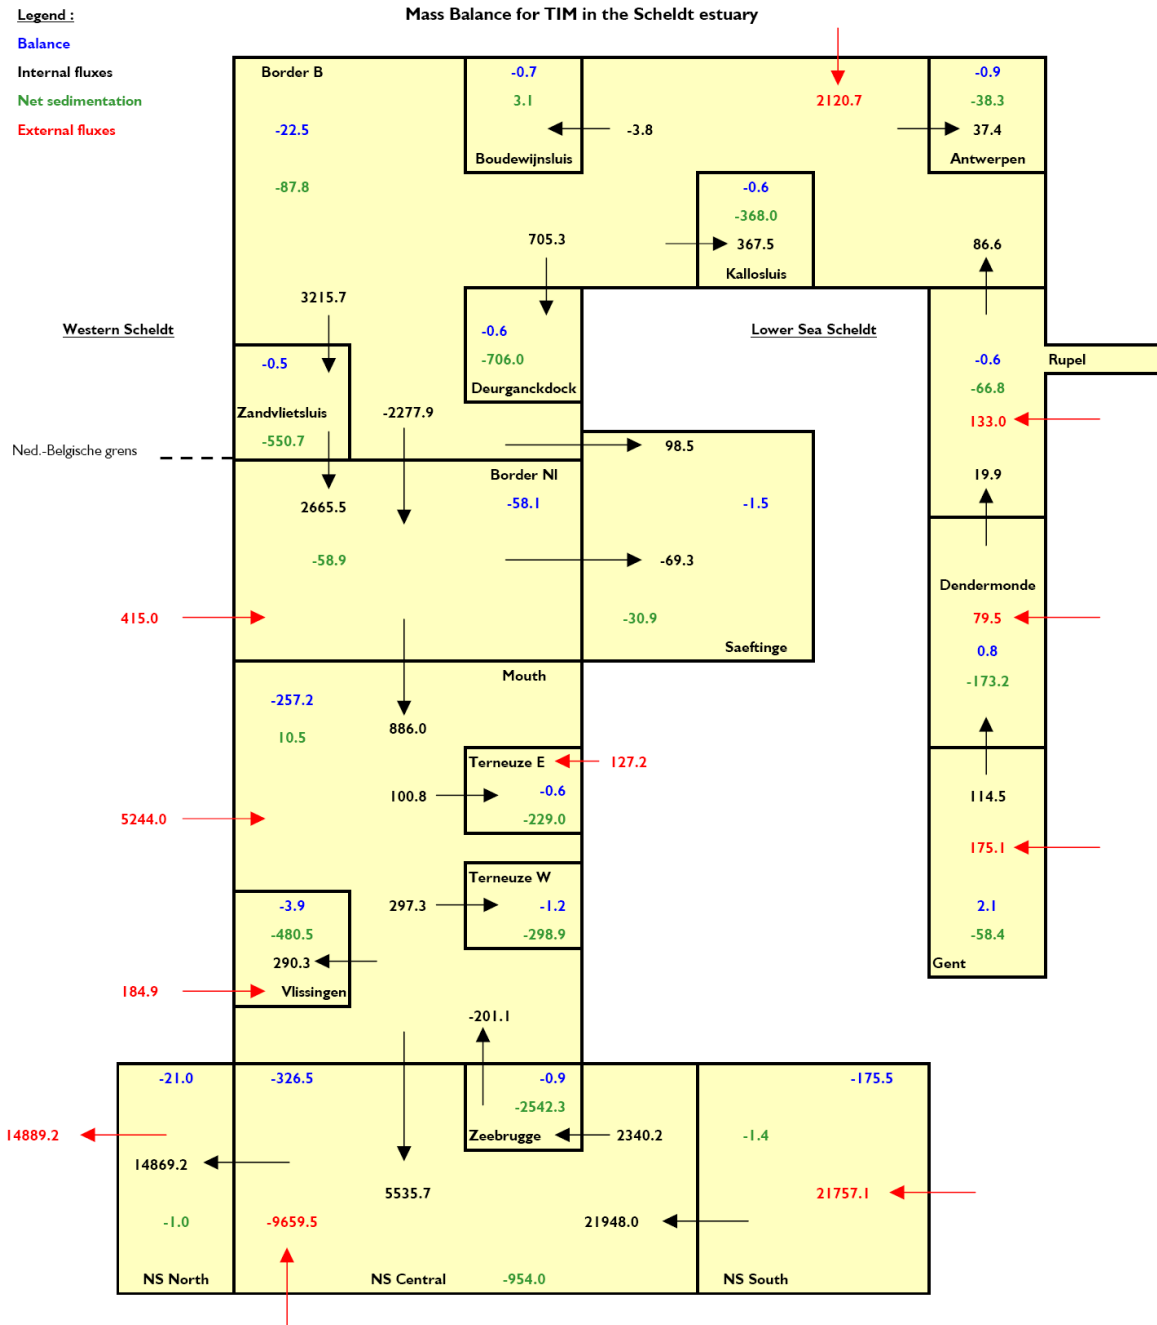 Legend :
Mass Balance for TIM in the Scheldt estuary
Balance
Internal fluxes
Net sedimentation
External fluxes
Border B
-22.5
-87.8
-0.7
3.1
-3.8
Boudewijnsluis
2120.7
-0.9
-38.3
37.4
Antwerpen
-0.6
-368.0
367.5
Kallosluis
705.3
86.6
3215.7
Western Scheldt
Lower Sea Scheldt
-0.6
-706.0
Deurganckdock
-0.5
Zandvlietsluis
-550.7
-2277.9
-0.6
Rupel
-66.8
133.0
19.9
Ned.-Belgische grens
98.5
Border Nl
2665.5
-58.1
-1.5
-58.9
-69.3
415.0
-30.9
Saeftinge
Dendermonde
79.5
0.8
-173.2
Mouth
-257.2
10.5
886.0
Terneuze E
127.2
100.8
-0.6
-229.0
5244.0
114.5
175.1
2.1
-58.4
Gent
Terneuze W
297.3
-1.2
-298.9
-3.9
-480.5
290.3
184.9
Vlissingen
-201.1
-21.0
-326.5
-0.9
-2542.3
Zeebrugge
2340.2
-175.5
-1.4
14889.2
14869.2
5535.7
21757.1
-1.0
-9659.5
21948.0
NS North
NS Central
-954.0
NS South